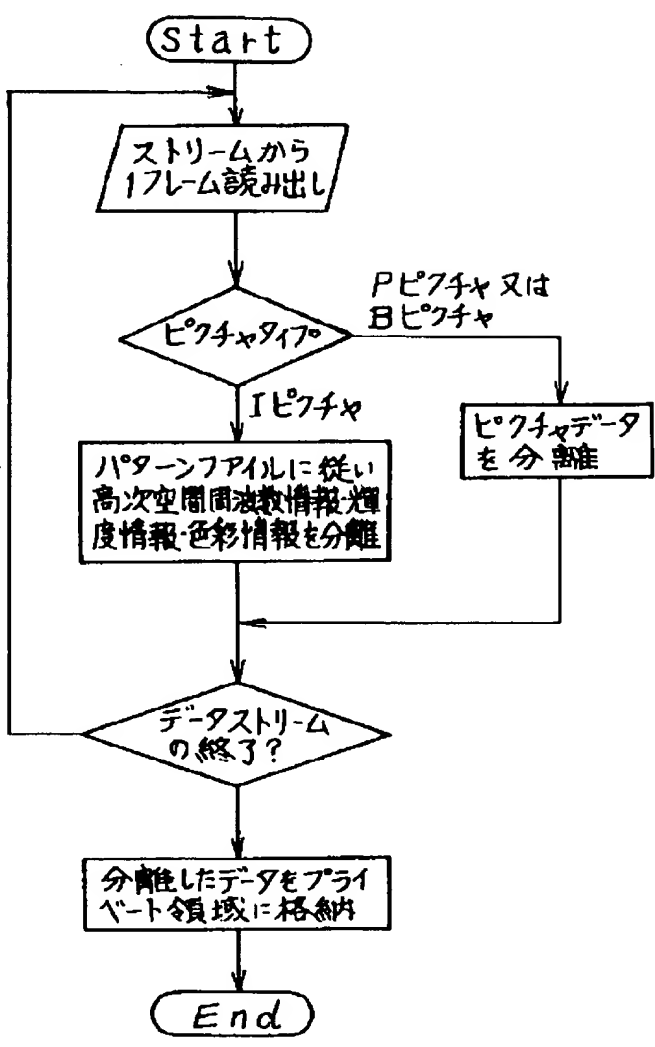 Start
ストリームから
1フレーム読み出し
ピクチャタイプ
Pピクチャ又は
Bピクチャ
Iピクチャ
ピクチャデータ
を分離
パターンファイルに従い
高次空間周波数情報・輝
度情報・色彩情報を分離
データストリーム
の終了?
分離したデータをプライ
ベート領域に格納
End